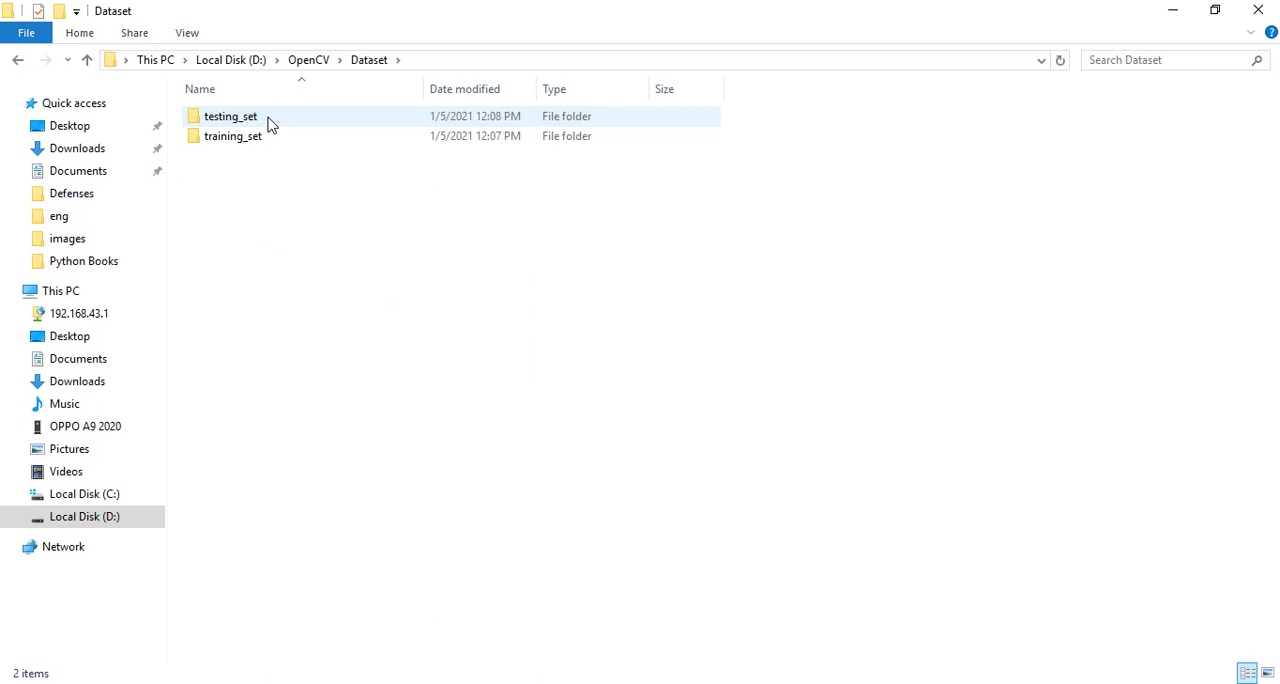 Dataset
File Home Share View
This PC Local Disk (D:) OpenCV Dataset Search Dataset
Name Date modified Type Size
testing_set 1/5/2021 12:08 PM File folder
training_set 1/5/2021 12:07 PM File folder
Quick access
Desktop
Downloads
Documents
Defenses
eng
images
Python Books
This PC
192.168.43.1
Desktop
Documents
Downloads
Music
OPPO A9 2020
Pictures
Videos
Local Disk (C:)
Local Disk (D:)
Network
2 items